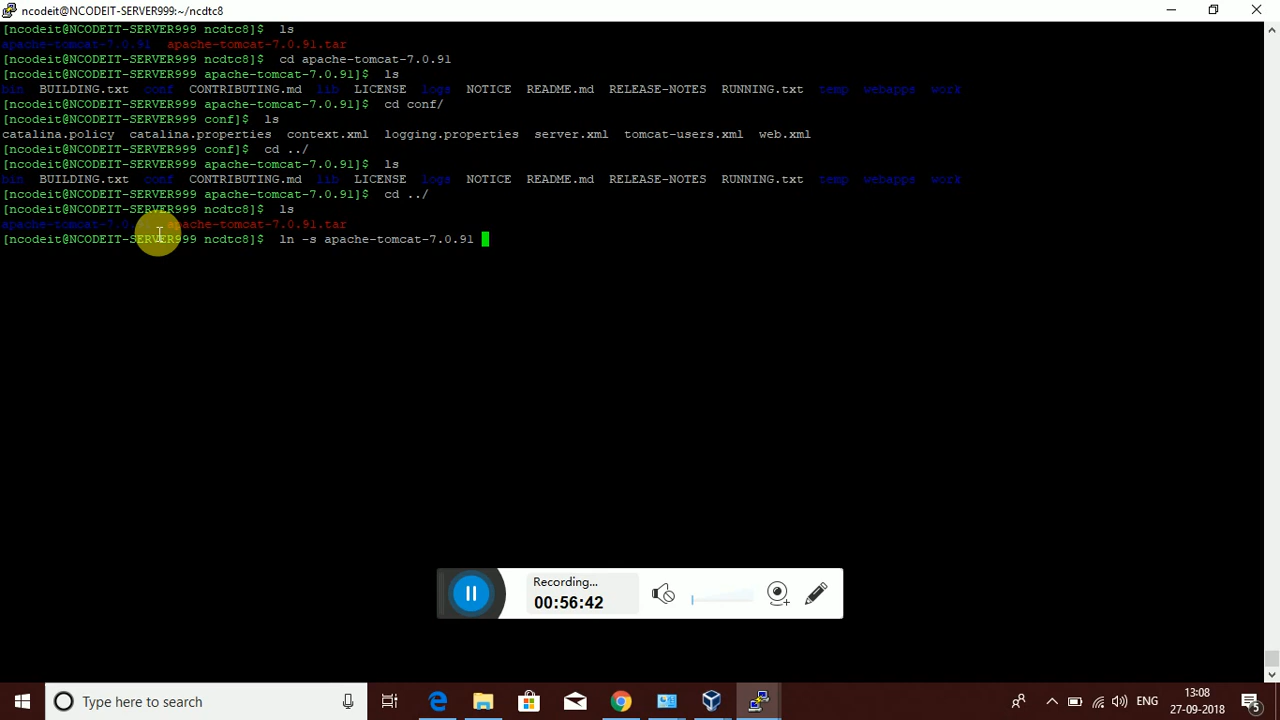 ncodeit@NCODEIT-SERVER999:~/ncdtc8
[ncodeit@NCODEIT-SERVER999 ncdtc8]$ ls
apache-tomcat-7.0.91 apache-tomcat-7.0.91.tar
[ncodeit@NCODEIT-SERVER999 ncdtc8]$ cd apache-tomcat-7.0.91
[ncodeit@NCODEIT-SERVER999 apache-tomcat-7.0.91]$ ls
bin BUILDING.txt conf CONTRIBUTING.md lib LICENSE logs NOTICE README.md RELEASE-NOTES RUNNING.txt temp webapps work
[ncodeit@NCODEIT-SERVER999 apache-tomcat-7.0.91]$ cd conf/
[ncodeit@NCODEIT-SERVER999 conf]$ ls
catalina.policy catalina.properties context.xml logging.properties server.xml tomcat-users.xml web.xml
[ncodeit@NCODEIT-SERVER999 conf]$ cd ../
[ncodeit@NCODEIT-SERVER999 apache-tomcat-7.0.91]$ ls
bin BUILDING.txt conf CONTRIBUTING.md lib LICENSE logs NOTICE README.md RELEASE-NOTES RUNNING.txt temp webapps work
[ncodeit@NCODEIT-SERVER999 apache-tomcat-7.0.91]$ cd ../
[ncodeit@NCODEIT-SERVER999 ncdtc8]$ ls
apache-tomcat-7.0.91 apache-tomcat-7.0.91.tar
[ncodeit@NCODEIT-SERVER999 ncdtc8]$ ln -s apache-tomcat-7.0.91
Recording...
00:56:42
Type here to search
ENG
13:08
27-09-2018
5